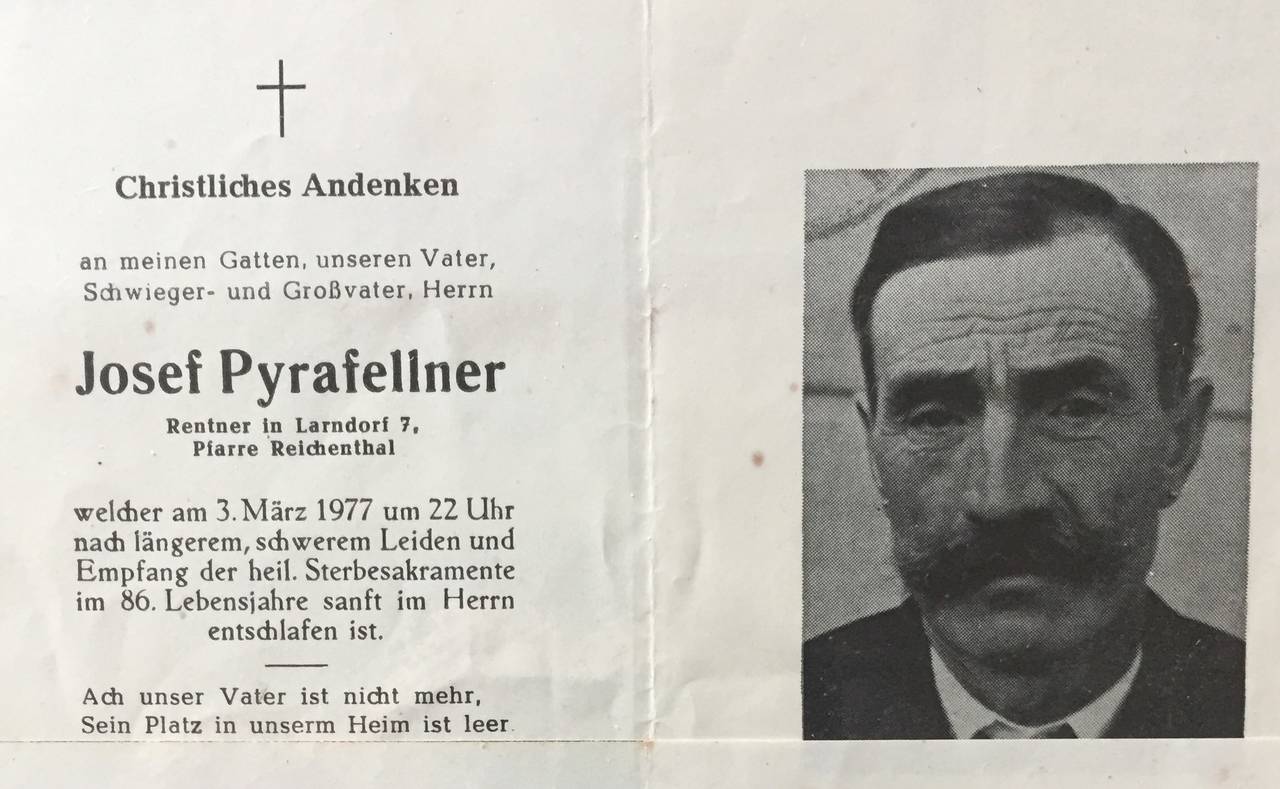 Christliches Andenken
an meinen Gatten, unseren Vater,
Schwieger- und Großvater, Herrn
Josef Pyrafellner
Rentner in Larndorf 7,
Pfarre Reichenthal
welcher am 3. März 1977 um 22 Uhr
nach längerem, schwerem Leiden und
Empfang der heil. Sterbesakramente
im 86. Lebensjahre sanft im Herrn
entschlafen ist.
Ach unser Vater ist nicht mehr,
Sein Platz in unserm Heim ist leer.